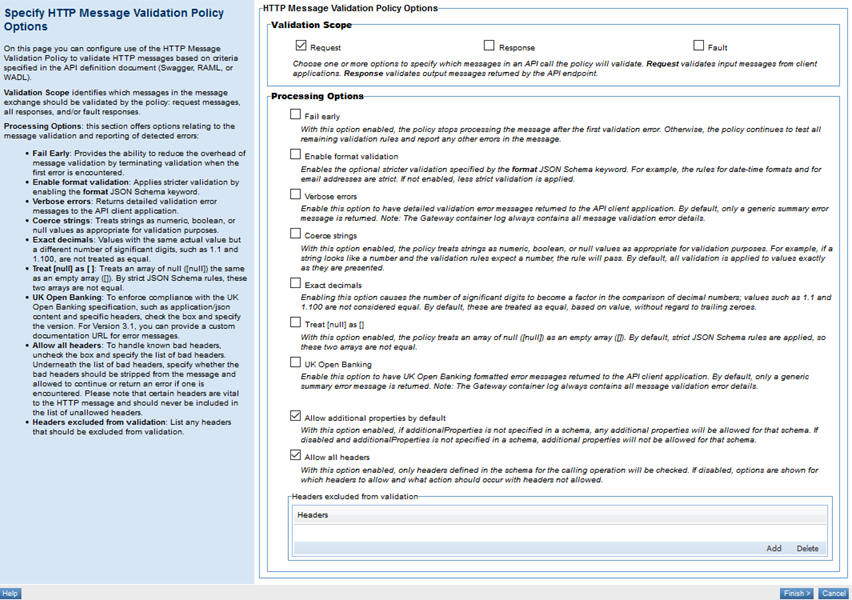 Specify HTTP Message Validation Policy
Options
On this page you can configure use of the HTTP Message
Validation Policy to validate HTTP messages based on criteria
specified in the API definition document (Swagger, RAML, or
WADL).
Validation Scope identifies which messages in the message
exchange should be validated by the policy: request messages,
all responses, and/or fault responses.
Processing Options: this section offers options relating to the
message validation and reporting of detected errors:
• Fail Early: Provides the ability to reduce the overhead of
message validation by terminating validation when the
first error is encountered.
• Enable format validation: Applies stricter validation by
enabling the format JSON Schema keyword.
• Verbose errors: Returns detailed validation error
messages to the API client application.
• Coerce strings: Treats strings as numeric, boolean, or
null values as appropriate for validation purposes.
• Exact decimals: Values with the same actual value but
a different number of significant digits, such as 1.1 and
1.100, are not treated as equal.
• Treat [null] as [ ]: Treats an array of null ([null]) the same
as an empty array ([]). By strict JSON Schema rules, these
two arrays are not equal.
• UK Open Banking: To enforce compliance with the UK
Open Banking specification, such as application/json
content and specific headers, check the box and specify
the version. For Version 3.1, you can provide a custom
documentation URL for error messages.
• Allow all headers: To handle known bad headers,
uncheck the box and specify the list of bad headers.
Underneath the list of bad headers, specify whether the
bad headers should be stripped from the message and
allowed to continue or return an error if one is
encountered. Please note that certain headers are vital
to the HTTP message and should never be included in
the list of unallowed headers.
• Headers excluded from validation: List any headers
that should be excluded from validation.
HTTP Message Validation Policy Options
Validation Scope
Request Response Fault
Choose one or more options to specify which messages in an API call the policy will validate. Request validates input messages from client
applications. Response validates output messages returned by the API endpoint.
Processing Options
Fail early
With this option enabled, the policy stops processing the message after the first validation error. Otherwise, the policy continues to test all
remaining validation rules and report any other errors in the message.
Enable format validation
Enables the optional stricter validation specified by the format JSON Schema keyword. For example, the rules for date-time formats and for
email addresses are strict. If not enabled, less strict validation is applied.
Verbose errors
Enable this option to have detailed validation error messages returned to the API client application. By default, only a generic summary error
message is returned. Note: The Gateway container log always contains all message validation error details.
Coerce strings
With this option enabled, the policy treats strings as numeric, boolean, or null values as appropriate for validation purposes. For example, if a
string looks like a number and the validation rules expect a number, the rule will pass. By default, all validation is applied to values exactly
as they are presented.
Exact decimals
Enabling this option causes the number of significant digits to become a factor in the comparison of decimal numbers; values such as 1.1 and
1.100 are not considered equal. By default, these are treated as equal, based on value, without regard to trailing zeroes.
Treat [null] as []
With this option enabled, the policy treats an array of null ([null]) as an empty array ([]). By default, strict JSON Schema rules are applied, so
these two arrays are not equal.
UK Open Banking
Enable this option to have UK Open Banking formatted error messages returned to the API client application. By default, only a generic
summary error message is returned. Note: The Gateway container log always contains all message validation error details.
Allow additional properties by default
With this option enabled, if additionalProperties is not specified in a schema, any additional properties will be allowed for that schema. If
disabled and additionalProperties is not specified in a schema, additional properties will not be allowed for that schema.
Allow all headers
With this option enabled, only headers defined in the schema for the calling operation will be checked. If disabled, options are shown for
which headers to allow and what action should occur with headers not allowed.
Headers excluded from validation
Headers
Add Delete
Help Finish > Cancel